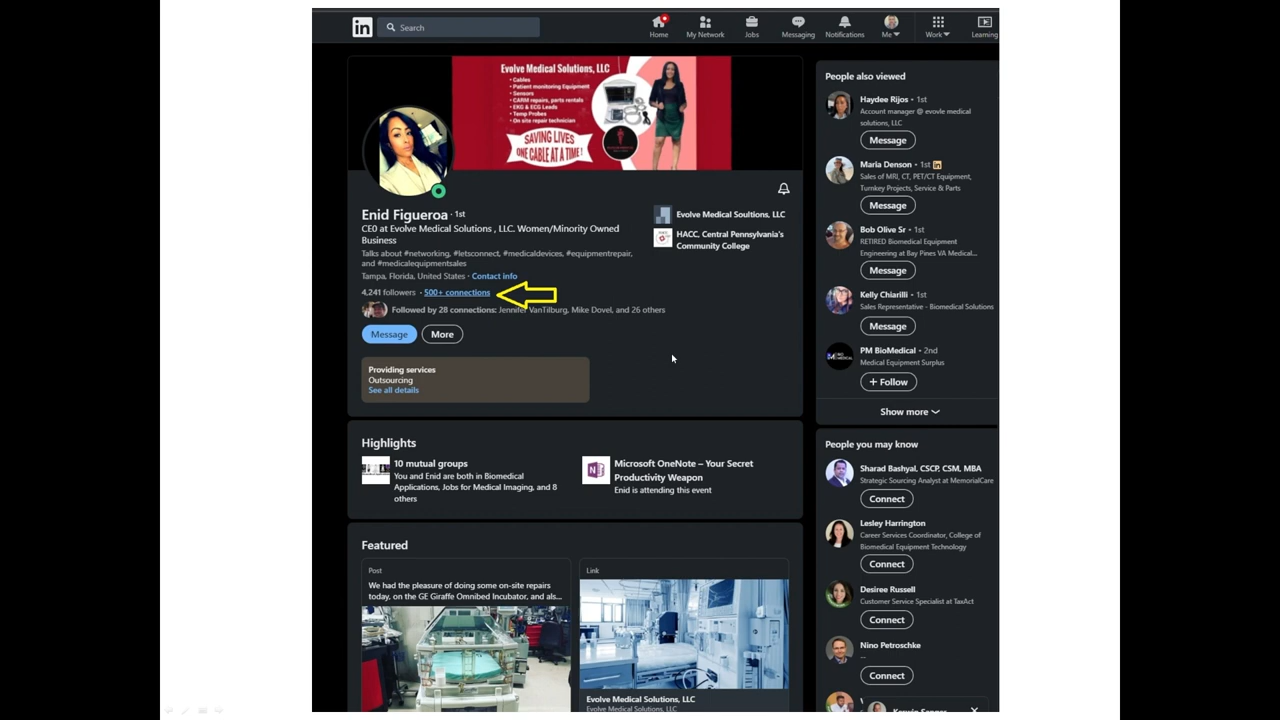 in
Search
Home
My Network
Jobs
Messaging
Notifications
Me
Work
Learning
Evolve Medical Solutions, LLC
• Cables
• Patient monitoring Equipment
• Sensors
• CARM repairs, parts rentals
• EKG & ECG Leads
• Temp Probes
• On site repair technician
SAVING LIVES
ONE CABLE AT A TIME!
Enid Figueroa · 1st
CE0 at Evolve Medical Solutions , LLC. Women/Minority Owned
Business
Talks about #networking, #letsconnect, #medicaldevices, #equipmentrepair,
and #medicalequipmentsales
Tampa, Florida, United States · Contact info
4,241 followers · 500+ connections
Followed by 28 connections: Jennifer VanTilburg, Mike Dovel, and 26 others
Message
More
Evolve Medical Soultions, LLC
HACC, Central Pennsylvania's
Community College
Providing services
Outsourcing
See all details
Highlights
10 mutual groups
You and Enid are both in Biomedical
Applications, Jobs for Medical Imaging, and 8
others
Microsoft OneNote – Your Secret
Productivity Weapon
Enid is attending this event
Featured
Post
We had the pleasure of doing some on-site repairs
today, on the GE Giraffe Omnibed Incubator, and als...
Link
Evolve Medical Solutions, LLC
Evolve Medical Solutions, LLC
People also viewed
Haydee Rijos · 1st
Account manager @ evovle medical
solutions, LLC
Message
Maria Denson · 1st in
Sales of MRI, CT, PET/CT Equipment,
Turnkey Projects, Service & Parts
Message
Bob Olive Sr · 1st
RETIRED Biomedical Equipment
Engineering at Bay Pines VA Medical...
Message
Kelly Chiarilli · 1st
Sales Representative - Biomedical Solutions
Message
PM BioMedical · 2nd
Medical Equipment Surplus
+ Follow
Show more
People you may know
Sharad Bashyal, CSCP, CSM, MBA
Strategic Sourcing Analyst at MemorialCare
Connect
Lesley Harrington
Career Services Coordinator, College of
Biomedical Equipment Technology
Connect
Desiree Russell
Customer Service Specialist at TaxAct
Connect
Nino Petroschke
--
Connect